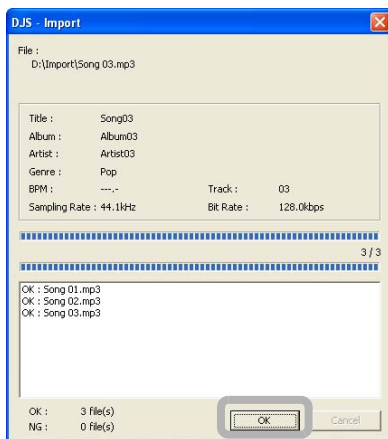 DJS - Import
File :
D:\Import\Song 03.mp3
Title : Song03
Album : Album03
Artist : Artist03
Genre : Pop
BPM : ---.- Track : 03
Sampling Rate : 44.1kHz Bit Rate : 128.0kbps
3 / 3
OK : Song 01.mp3
OK : Song 02.mp3
OK : Song 03.mp3
OK : 3 file(s)
NG : 0 file(s)
OK Cancel